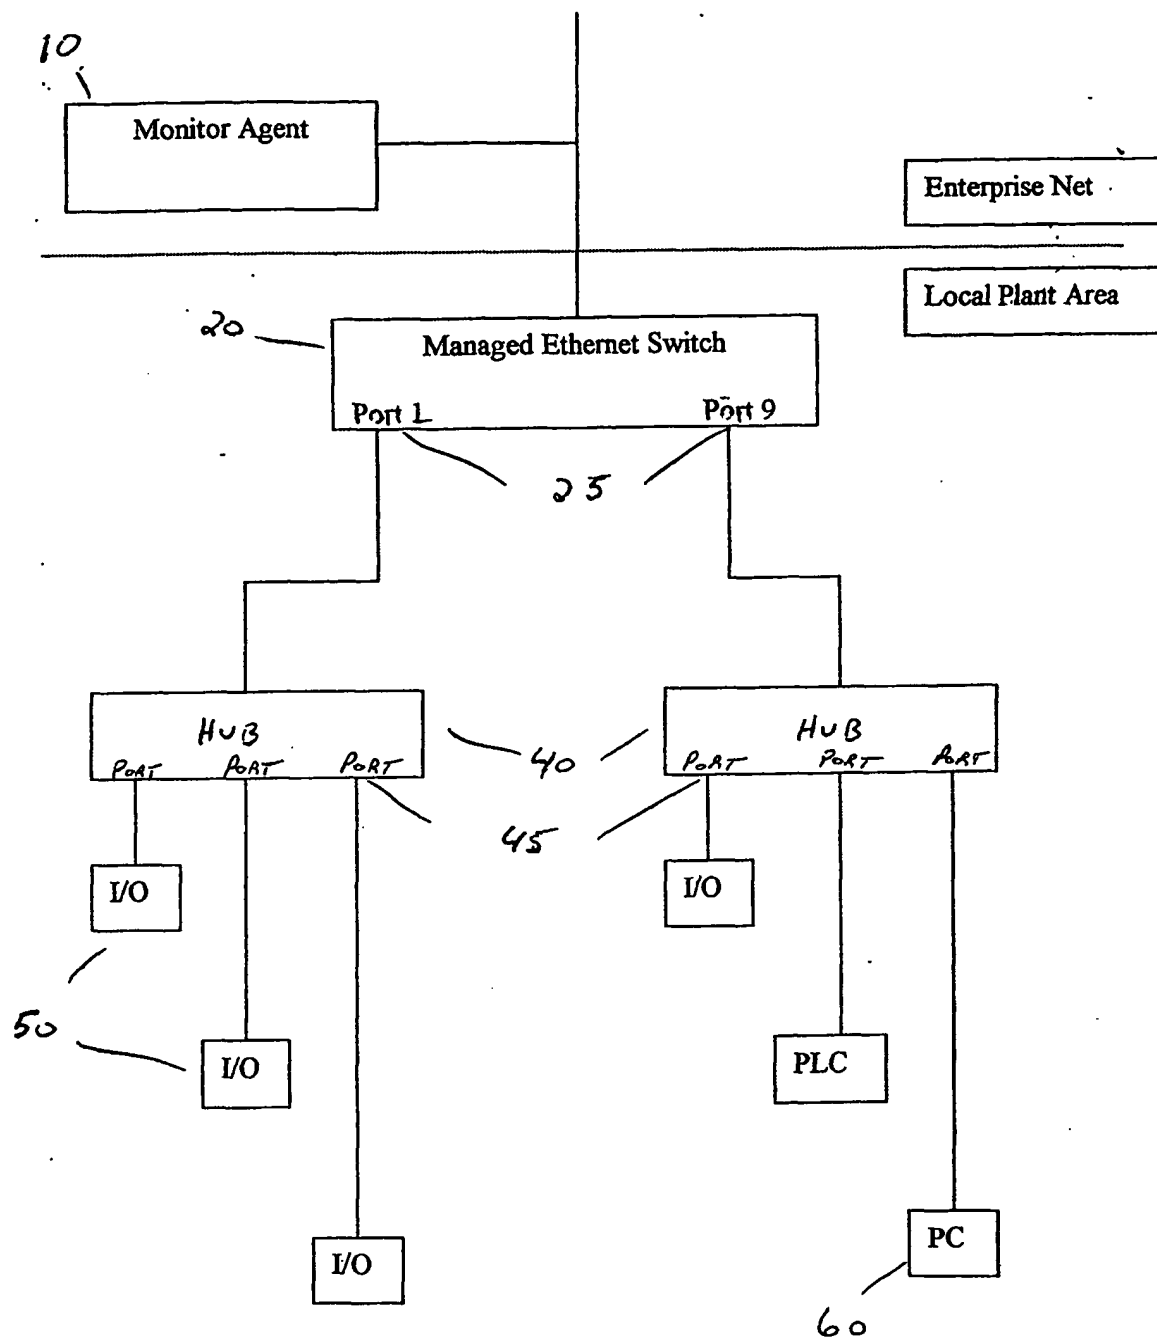 10
Monitor Agent
Enterprise Net
Local Plant Area
20
Managed Ethernet Switch
Port 1
Port 9
25
HUB
PORT PORT PORT
40
HUB
PORT PORT PORT
45
I/O
I/O
50
I/O
PLC
I/O
PC
60